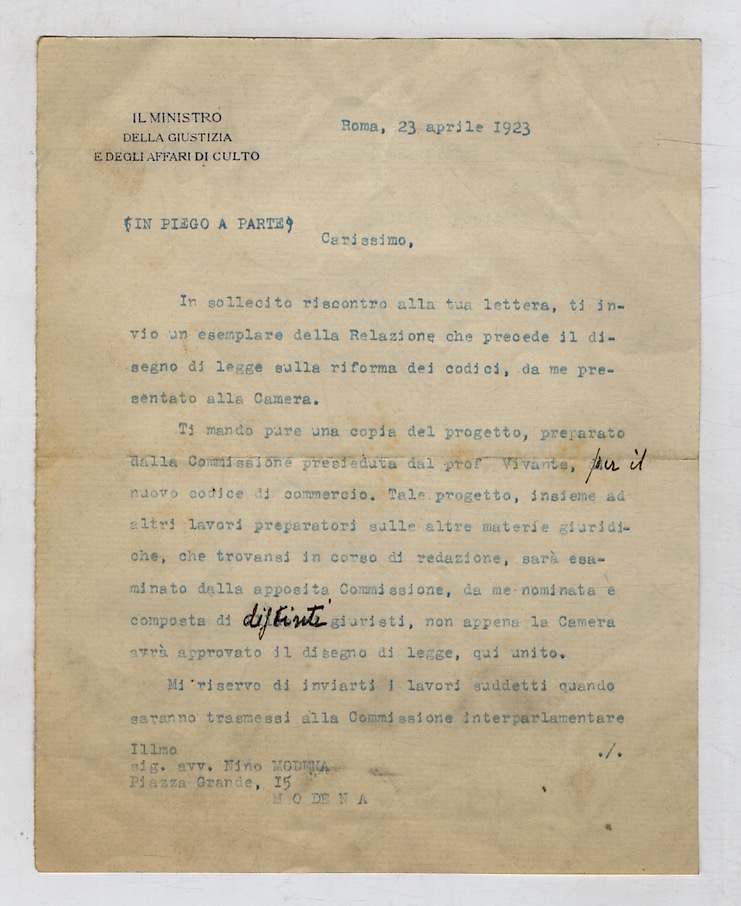 IL MINISTRO
DELLA GIUSTIZIA
E DEGLI AFFARI DI CULTO
Roma, 23 aprile 1923
(IN PIEGO A PARTE)
Carissimo,
In sollecito riscontro alla tua lettera, ti in-
vio un esemplare della Relazione che precede il di-
segno di legge sulla riforma dei codici, da me pre-
sentato alla Camera.
Ti mando pure una copia del progetto, preparato
dalla Commissione presieduta dal prof Vivante, per il
nuovo codice di commercio. Tale progetto, insieme ad
altri lavori preparatori sulle altre materie giuridi-
che, che trovansi in corso di redazione, sarà esa-
minato dalla apposita Commissione, da me nominata e
composta di distinti giuristi, non appena la Camera
avrà approvato il disegno di legge, qui unito.
Mi riservo di inviarti i lavori suddetti quando
saranno trasmessi alla Commissione interparlamentare
./.
Illmo
sig. avv. Nino MODENA
Piazza Grande, 15
M O DE N A